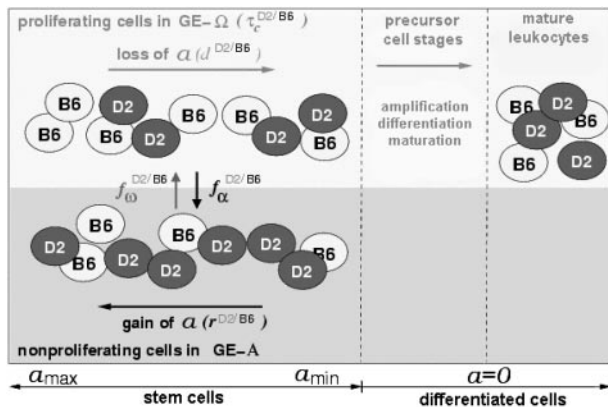 proliferating cells in GE-Ω (τc D2/B6)
loss of a (d D2/B6)
precursor
cell stages
mature
leukocytes
B6 D2 B6 B6 D2
B6 B6 D2 D2 B6
amplification
differentiation
maturation
B6 D2 B6
D2
B6 D2
fω D2/B6 fα D2/B6
B6 B6
D2 D2 D2 B6
B6 D2 D2 D2
gain of a (r D2/B6)
nonproliferating cells in GE-A
amax amin a=0
stem cells differentiated cells